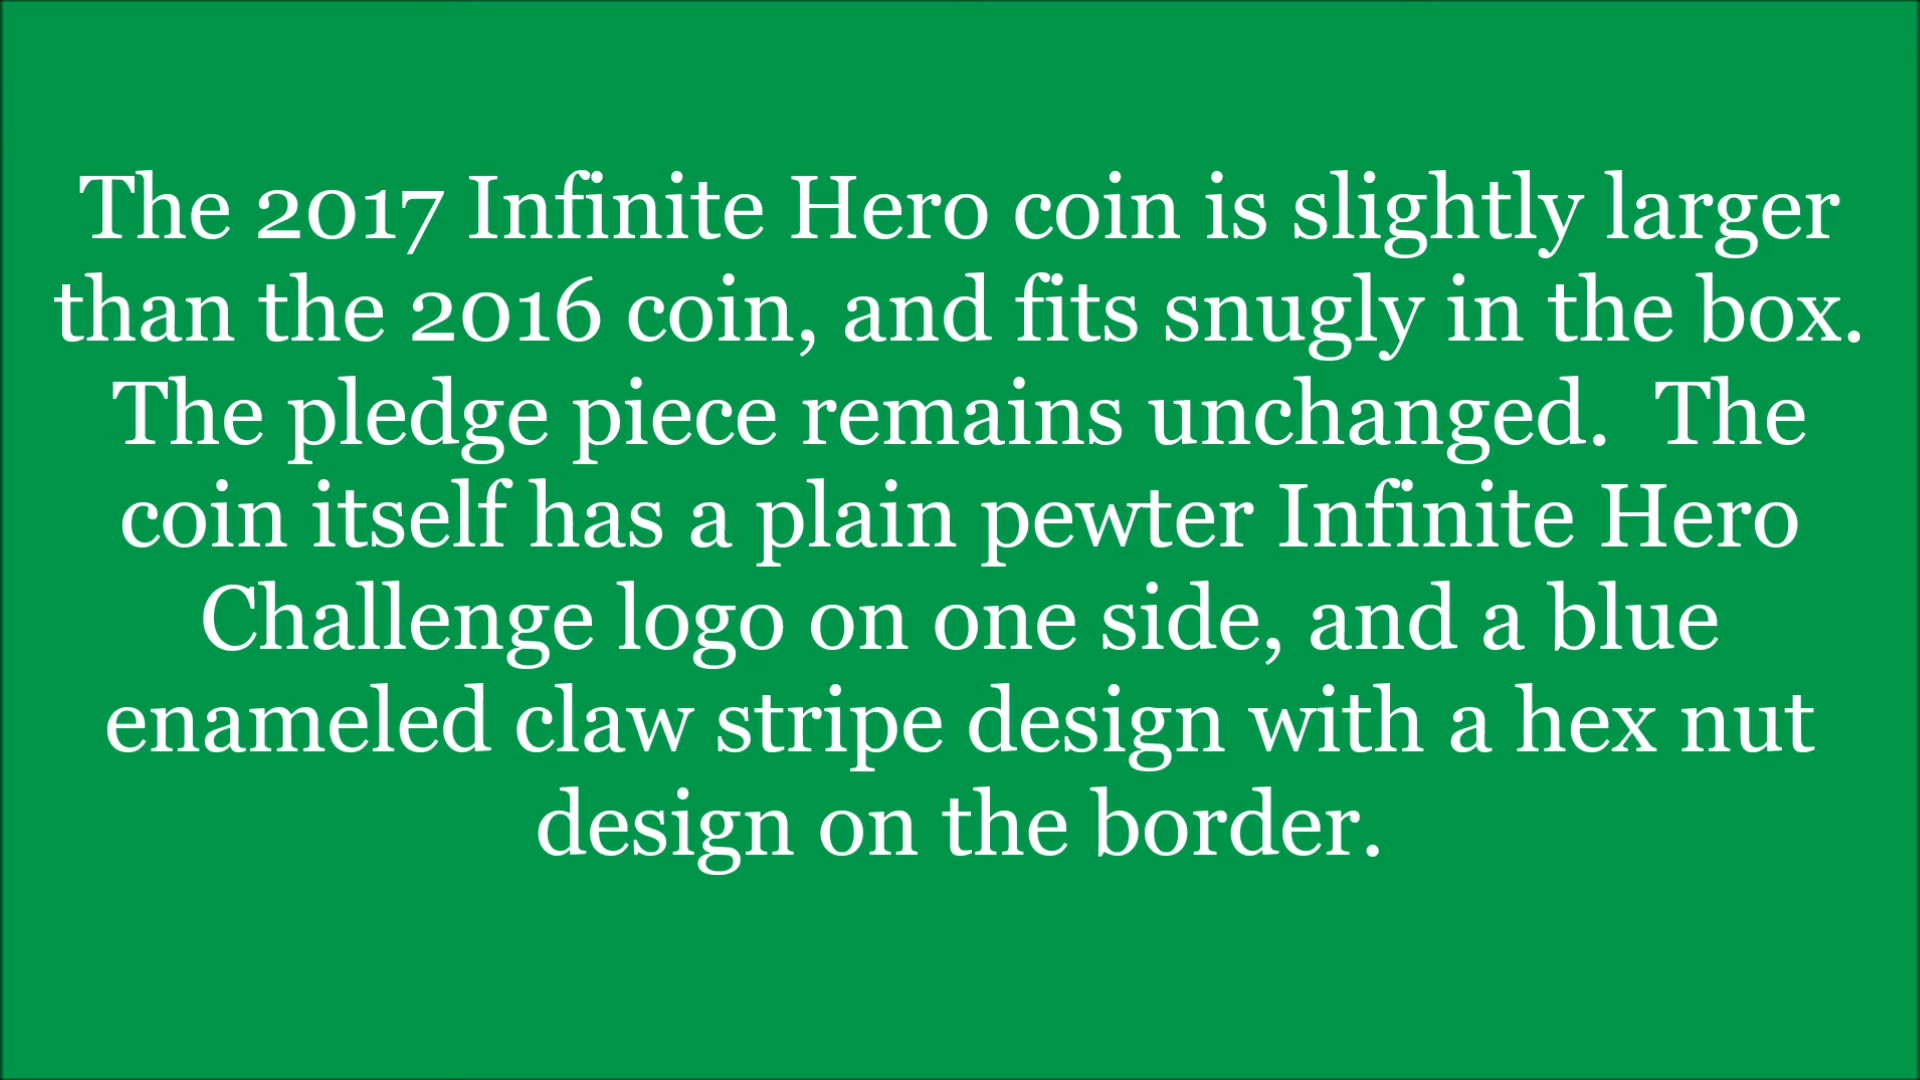 The 2017 Infinite Hero coin is slightly larger
than the 2016 coin, and fits snugly in the box.
The pledge piece remains unchanged.  The
coin itself has a plain pewter Infinite Hero
Challenge logo on one side, and a blue
enameled claw stripe design with a hex nut
design on the border.